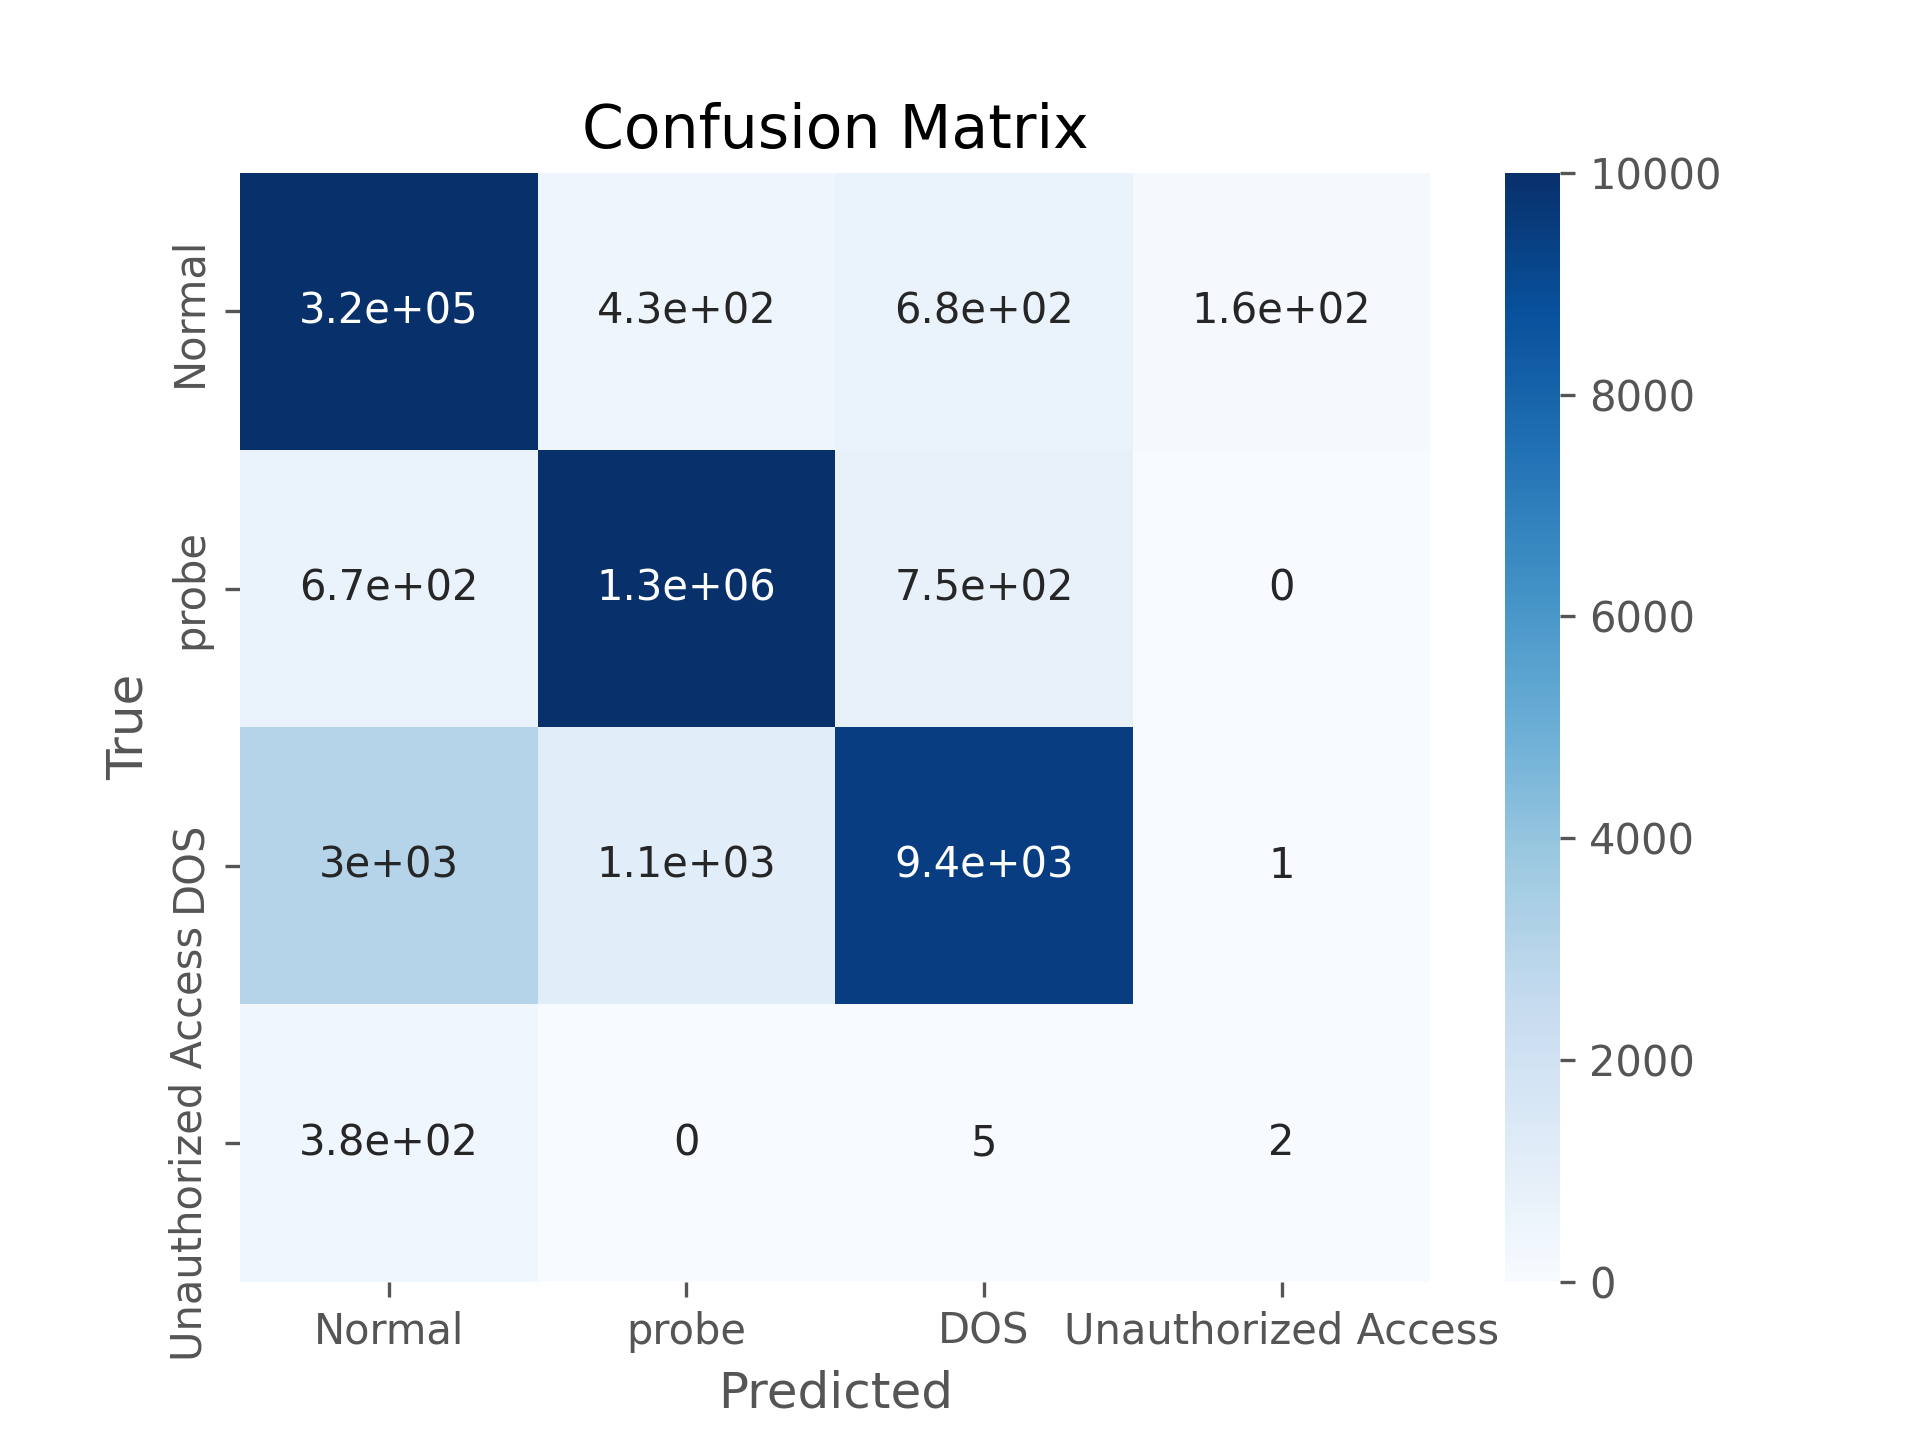 Confusion Matrix
True
Normal
probe
DOS
Unauthorized Access
3.2e+05 4.3e+02 6.8e+02 1.6e+02
6.7e+02 1.3e+06 7.5e+02 0
3e+03 1.1e+03 9.4e+03 1
3.8e+02 0 5 2
Normal probe DOS Unauthorized Access
Predicted
10000
8000
6000
4000
2000
0